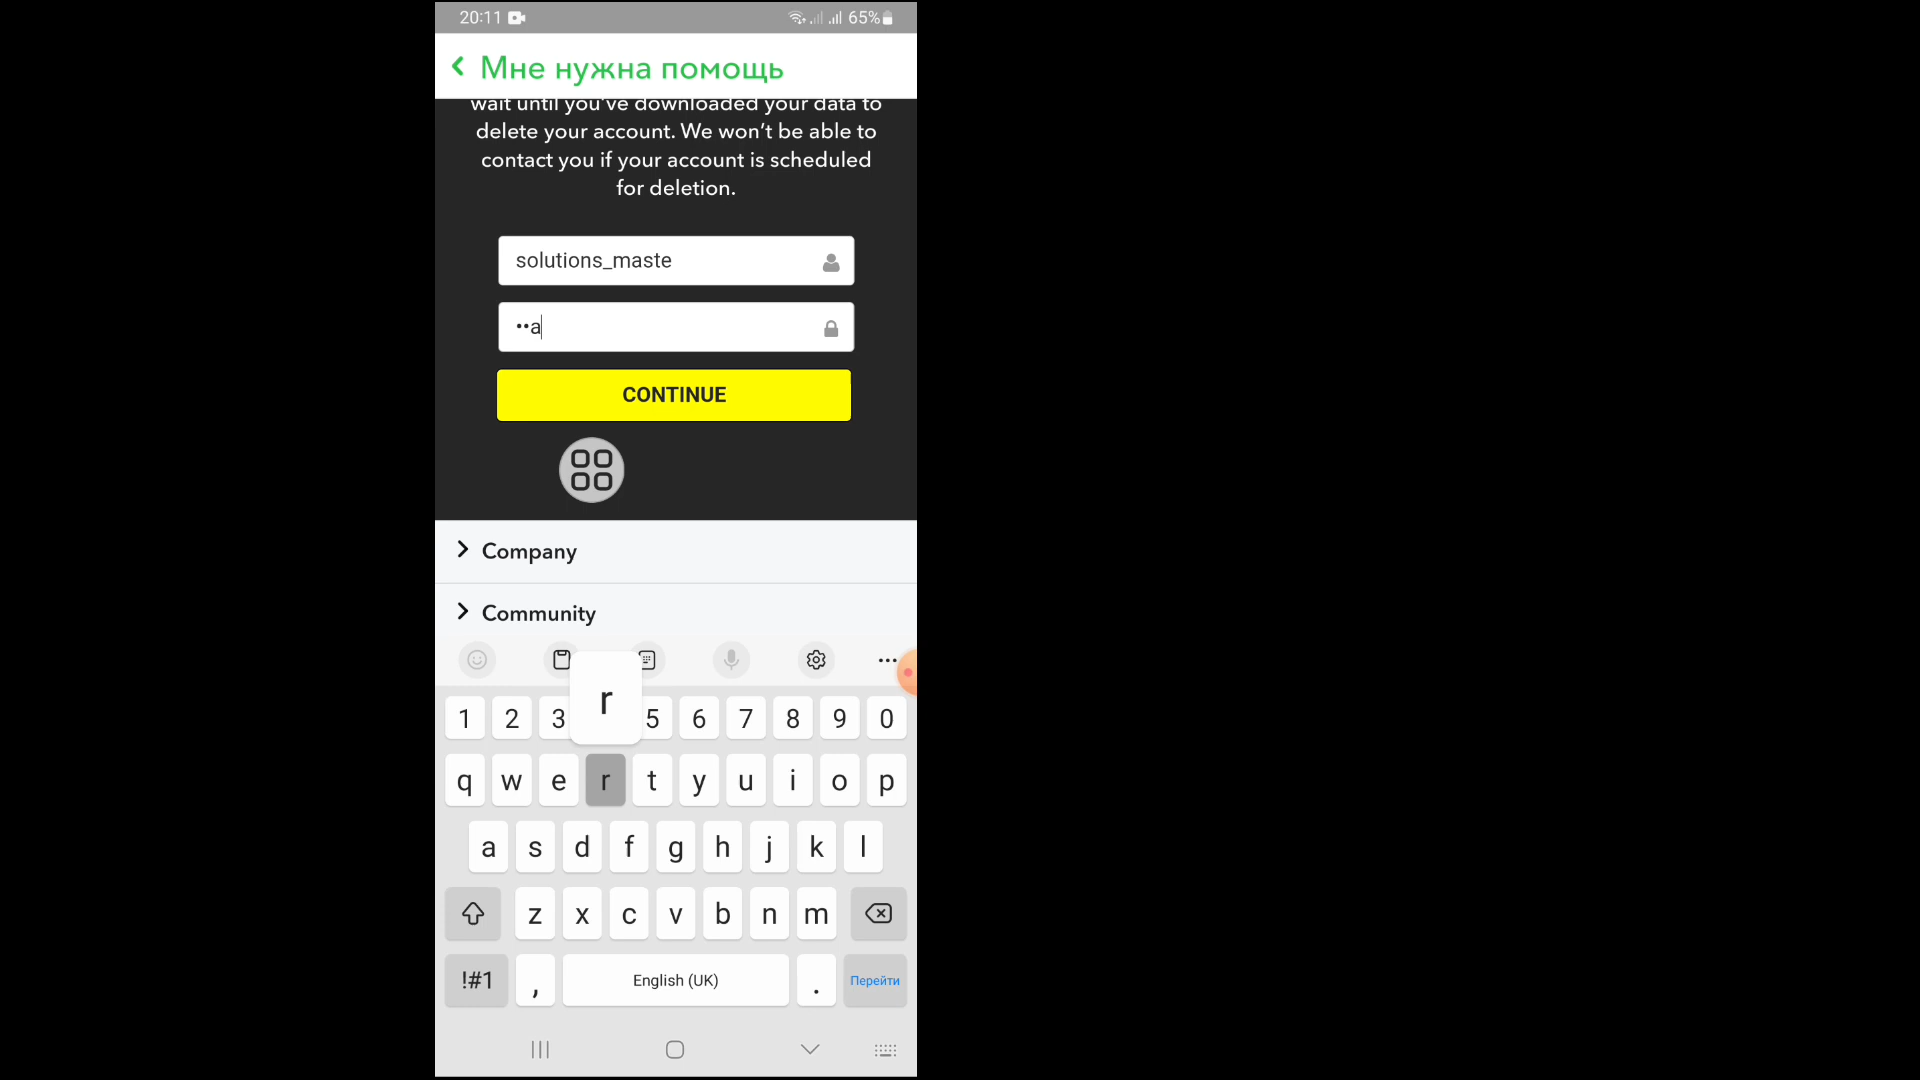 20:11 65%
Мне нужна помощь
wait until you've downloaded your data to
delete your account. We won't be able to
contact you if your account is scheduled
for deletion.
solutions_maste
••a
CONTINUE
Company
Community
r
1 2 3 5 6 7 8 9 0
q w e r t y u i o p
a s d f g h j k l
z x c v b n m
!#1 , English (UK) . Перейти